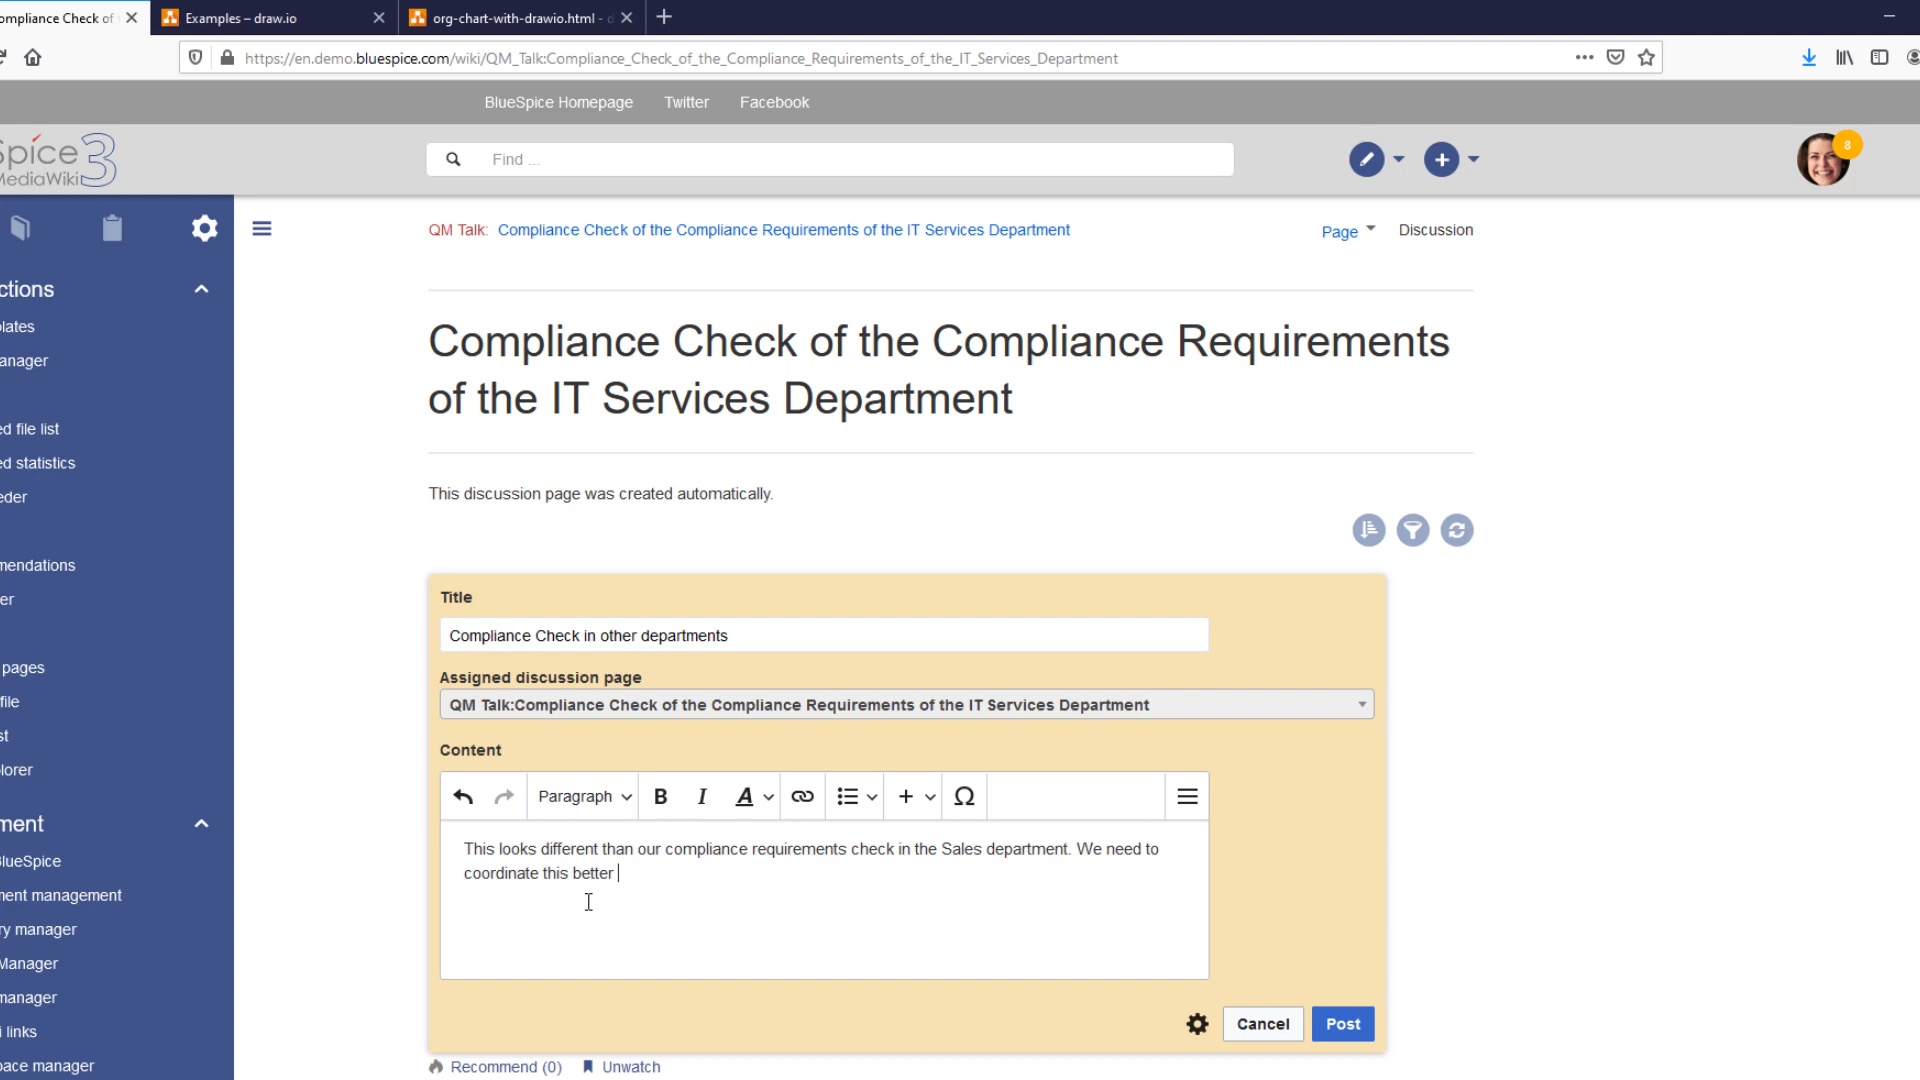 ompliance Check of
Examples – draw.io
org-chart-with-drawio.html - d
https://en.demo.bluespice.com/wiki/QM_Talk:Compliance_Check_of_the_Compliance_Requirements_of_the_IT_Services_Department
BlueSpice Homepage Twitter Facebook
Spice 3
MediaWiki
Find ...
8
QM Talk: Compliance Check of the Compliance Requirements of the IT Services Department
Page Discussion
ctions
lates
anager
ed file list
ed statistics
eder
mendations
er
pages
file
st
lorer
ment
BlueSpice
ment management
ry manager
Manager
manager
i links
pace manager
Compliance Check of the Compliance Requirements
of the IT Services Department
This discussion page was created automatically.
Title
Compliance Check in other departments
Assigned discussion page
QM Talk:Compliance Check of the Compliance Requirements of the IT Services Department
Content
Paragraph B I A Ω
This looks different than our compliance requirements check in the Sales department. We need to
coordinate this better
Cancel Post
Recommend (0) Unwatch